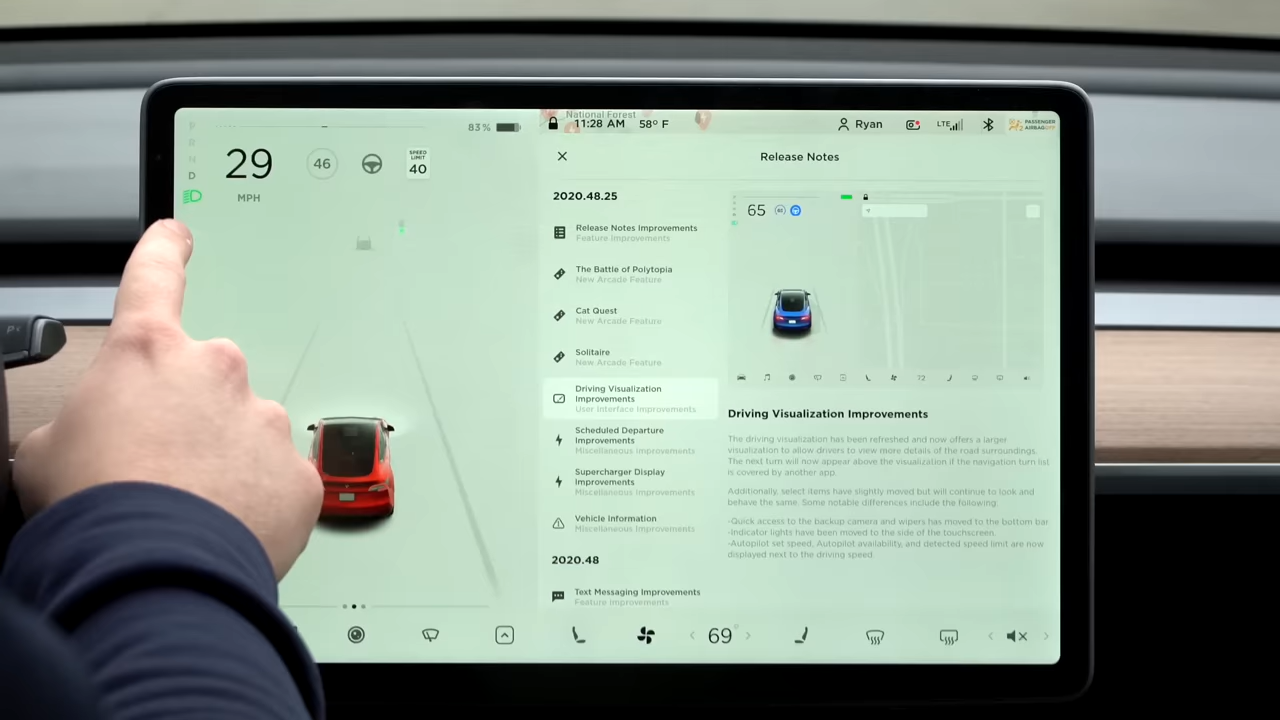 P
R
N
D
83 %
29
MPH
46
SPEED
LIMIT
40
National Forest
11:28 AM
58° F
Ryan
LTE
PASSENGER
AIRBAG OFF
Release Notes
2020.48.25
Release Notes Improvements
Feature Improvements
The Battle of Polytopia
New Arcade Feature
Cat Quest
New Arcade Feature
Solitaire
New Arcade Feature
Driving Visualization
Improvements
User Interface Improvements
Scheduled Departure
Improvements
Miscellaneous Improvements
Supercharger Display
Improvements
Miscellaneous Improvements
Vehicle Information
Miscellaneous Improvements
2020.48
Text Messaging Improvements
Feature Improvements
65
72
Driving Visualization Improvements
The driving visualization has been refreshed and now offers a larger
visualization to allow drivers to view more details of the road surroundings.
The next turn will now appear above the visualization if the navigation turn list
is covered by another app.
Additionally, select items have slightly moved but will continue to look and
behave the same. Some notable differences include the following.
-Quick access to the backup camera and wipers has moved to the bottom bar
-Indicator lights have been moved to the side of the touchscreen.
-Autopilot set speed, Autopilot availability, and detected speed limit are now
displayed next to the driving speed.
69°
P